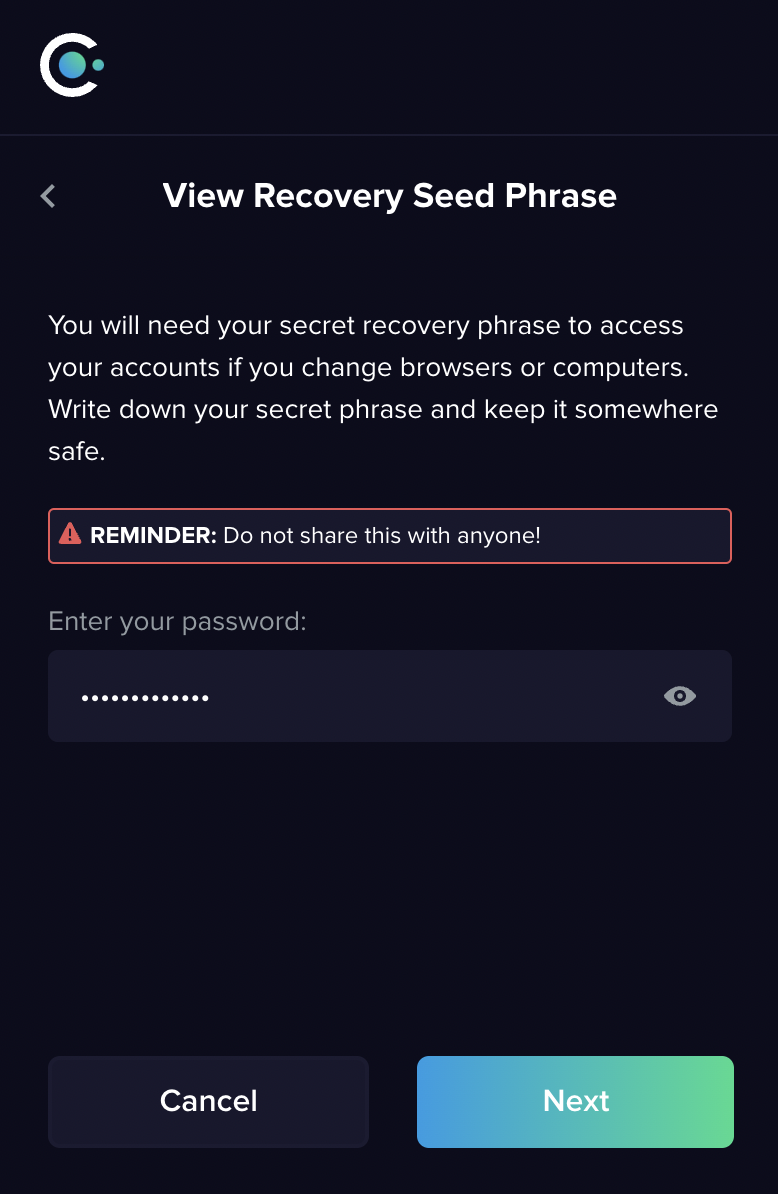 View Recovery Seed Phrase
You will need your secret recovery phrase to access
your accounts if you change browsers or computers.
Write down your secret phrase and keep it somewhere
safe.
REMINDER: Do not share this with anyone!
Enter your password:
•••••••••••••
Cancel
Next